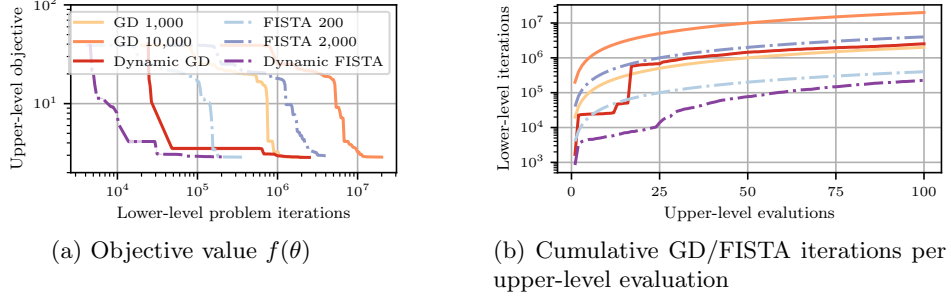 Upper-level objective
10¹
GD 1,000
GD 10,000
Dynamic GD
FISTA 200
FISTA 2,000
Dynamic FISTA
10⁴ 10⁵ 10⁶ 10⁷
Lower-level problem iterations
(a) Objective value f(θ)
Lower-level iterations
10⁷
10⁶
10⁵
10⁴
10³
0 25 50 75 100
Upper-level evalutions
(b) Cumulative GD/FISTA iterations per
upper-level evaluation